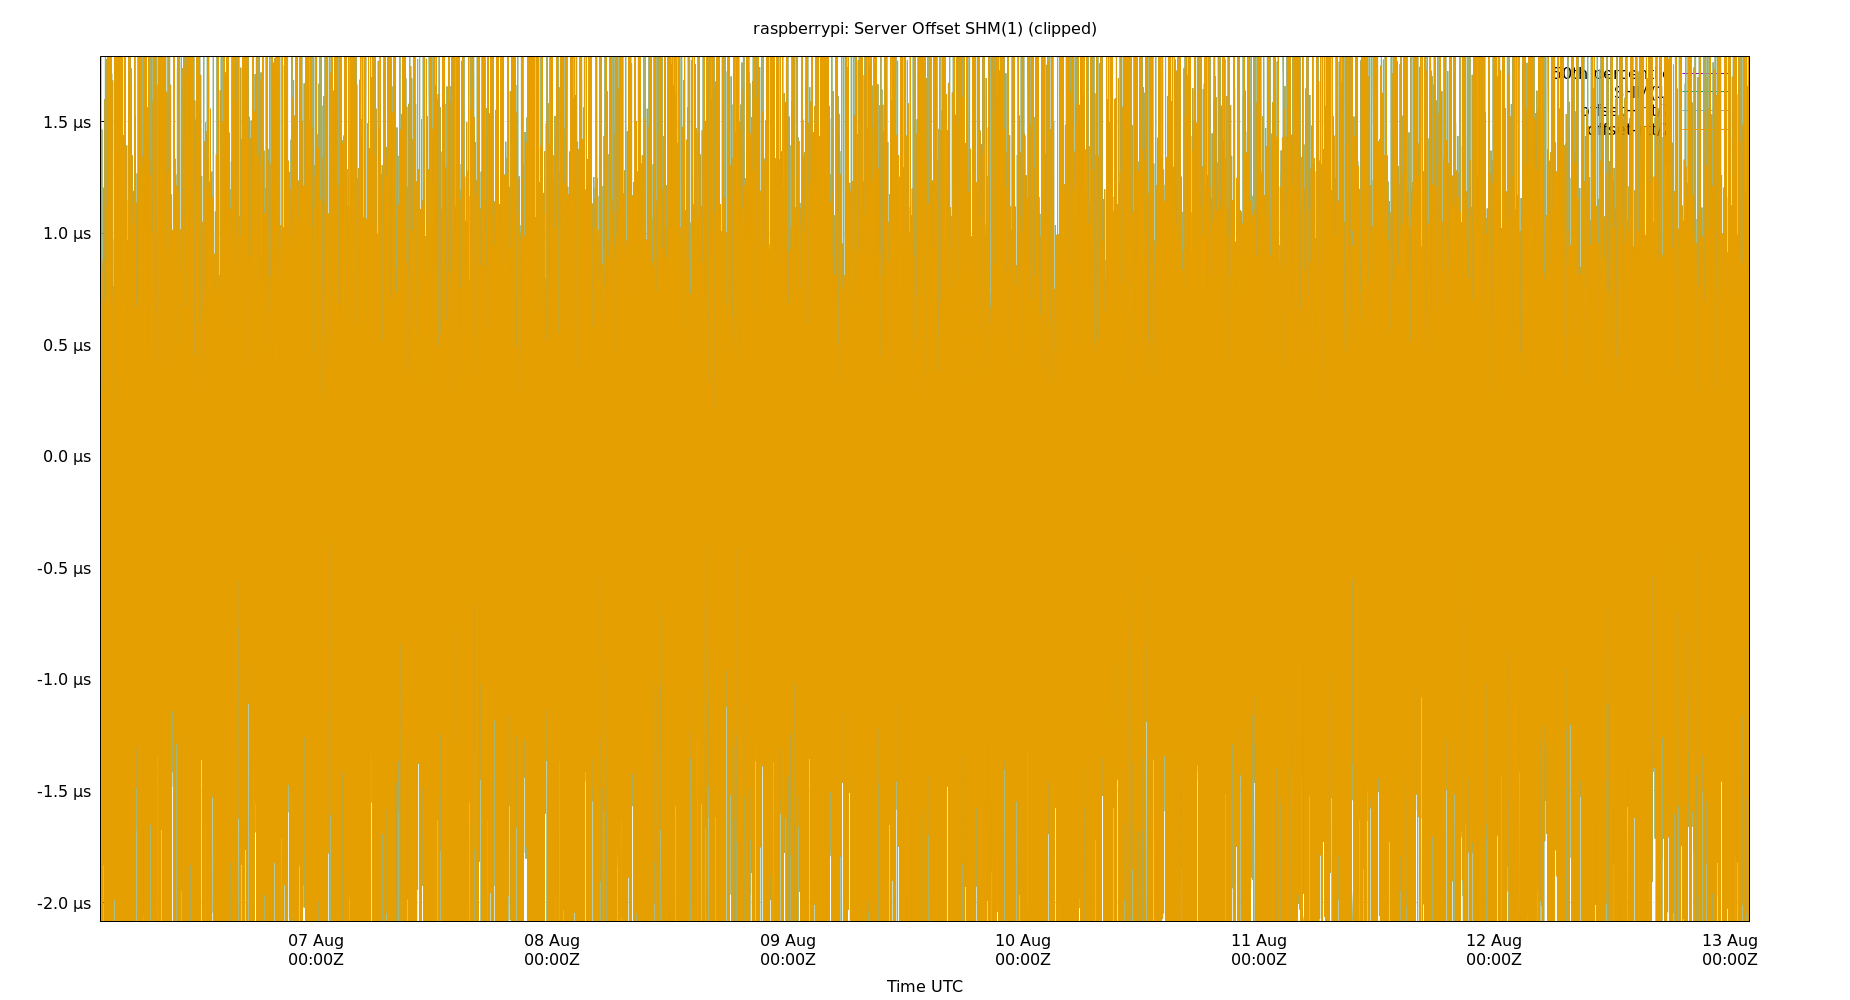 raspberrypi: Server Offset SHM(1) (clipped)
1.5 µs
1.0 µs
0.5 µs
0.0 µs
-0.5 µs
-1.0 µs
-1.5 µs
-2.0 µs
07 Aug
00:00Z
08 Aug
00:00Z
09 Aug
00:00Z
10 Aug
00:00Z
11 Aug
00:00Z
12 Aug
00:00Z
13 Aug
00:00Z
Time UTC